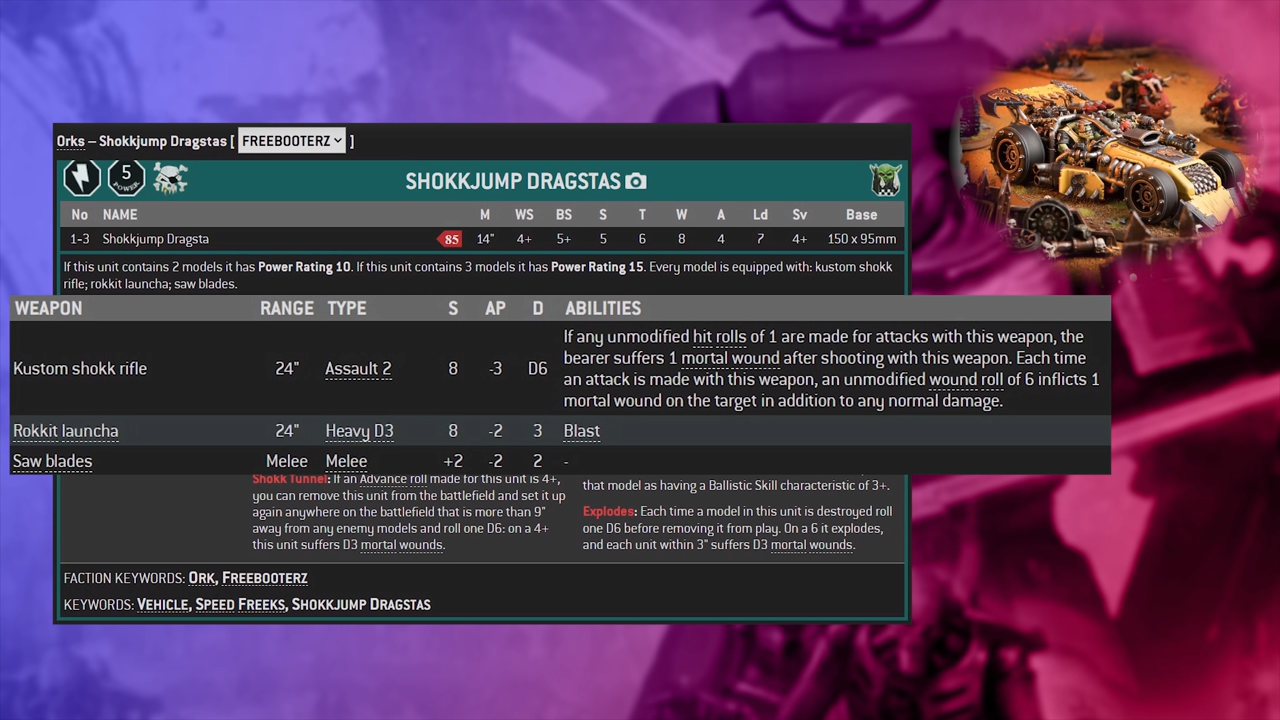 Orks – Shokkjump Dragstas [ FREEBOOTERZ ]
5
POWER
SHOKKJUMP DRAGSTAS
No NAME M WS BS S T W A Ld Sv Base
1-3 Shokkjump Dragsta 85 14" 4+ 5+ 5 6 8 4 7 4+ 150 x 95mm
If this unit contains 2 models it has Power Rating 10. If this unit contains 3 models it has Power Rating 15. Every model is equipped with: kustom shokk
rifle; rokkit launcha; saw blades.
WEAPON RANGE TYPE S AP D ABILITIES
Kustom shokk rifle 24" Assault 2 8 -3 D6 If any unmodified hit rolls of 1 are made for attacks with this weapon, the
bearer suffers 1 mortal wound after shooting with this weapon. Each time
an attack is made with this weapon, an unmodified wound roll of 6 inflicts 1
mortal wound on the target in addition to any normal damage.
Rokkit launcha 24" Heavy D3 8 -2 3 Blast
Saw blades Melee Melee +2 -2 2 -
Shokk Tunnel: If an Advance roll made for this unit is 4+,
you can remove this unit from the battlefield and set it up
again anywhere on the battlefield that is more than 9"
away from any enemy models and roll one D6: on a 4+
this unit suffers D3 mortal wounds.
that model as having a Ballistic Skill characteristic of 3+.
Explodes: Each time a model in this unit is destroyed roll
one D6 before removing it from play. On a 6 it explodes,
and each unit within 3" suffers D3 mortal wounds.
FACTION KEYWORDS: ORK, FREEBOOTERZ
KEYWORDS: VEHICLE, SPEED FREEKS, SHOKKJUMP DRAGSTAS